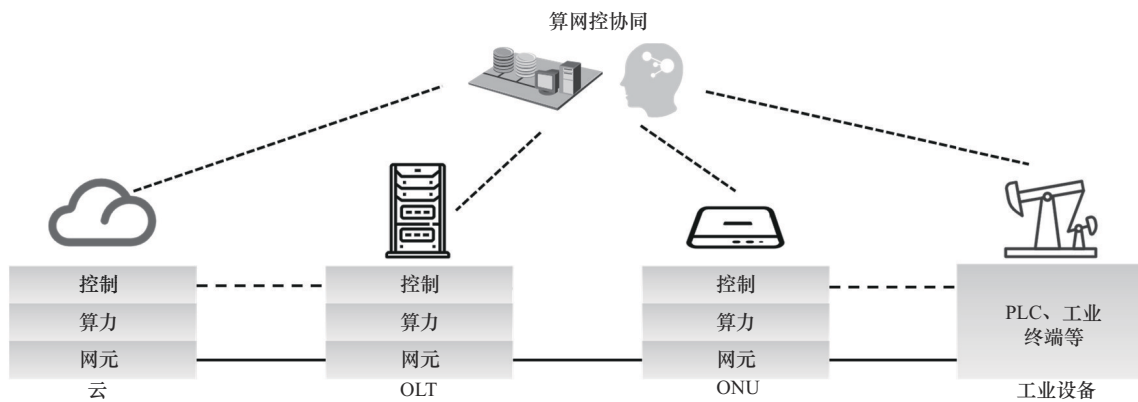 算网控协同
控制
控制
控制
算力
算力
算力
PLC、工业
终端等
网元
网元
网元
云
OLT
ONU
工业设备